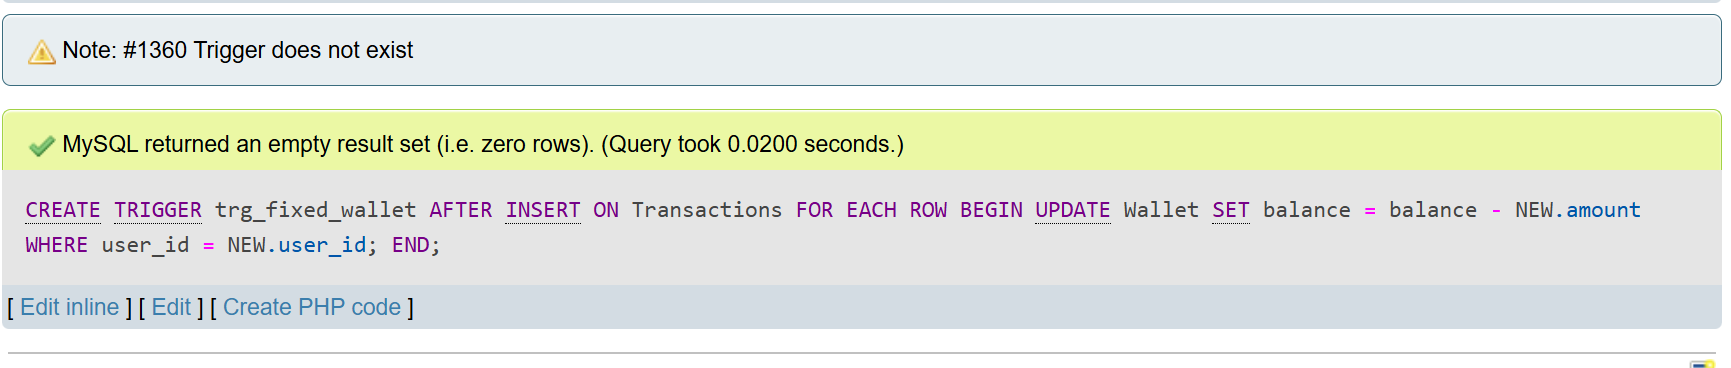 Note: #1360 Trigger does not exist
MySQL returned an empty result set (i.e. zero rows). (Query took 0.0200 seconds.)
CREATE TRIGGER trg_fixed_wallet AFTER INSERT ON Transactions FOR EACH ROW BEGIN UPDATE Wallet SET balance = balance - NEW.amount
WHERE user_id = NEW.user_id; END;
[ Edit inline ] [ Edit ] [ Create PHP code ]